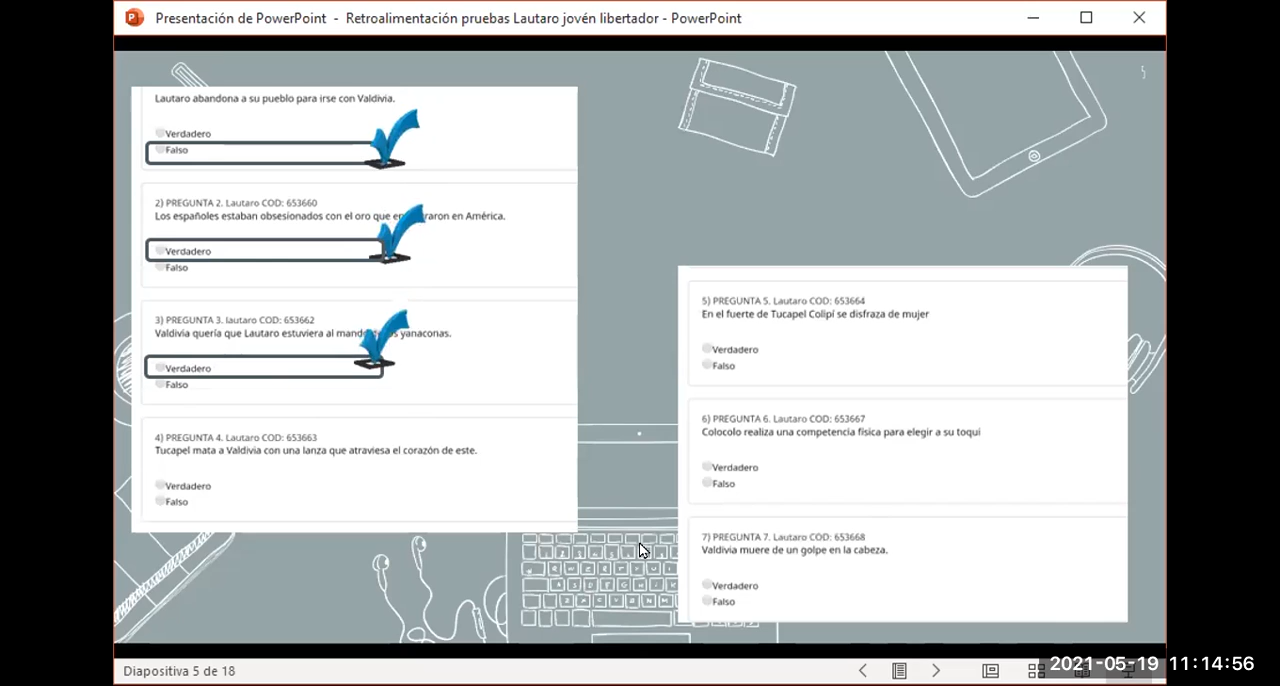 Presentación de PowerPoint - Retroalimentación pruebas Lautaro jovén libertador - PowerPoint
5
Lautaro abandona a su pueblo para irse con Valdivia.
Verdadero
Falso
2) PREGUNTA 2. Lautaro COD: 653660
Los españoles estaban obsesionados con el oro que en raron en América.
Verdadero
Falso
3) PREGUNTA 3. lautaro COD: 653662
Valdivia quería que Lautaro estuviera al mand yanaconas.
Verdadero
Falso
4) PREGUNTA 4. Lautaro COD: 653663
Tucapel mata a Valdivia con una lanza que atraviesa el corazón de este.
Verdadero
Falso
5) PREGUNTA 5. Lautaro COD: 653664
En el fuerte de Tucapel Colipí se disfraza de mujer
Verdadero
Falso
6) PREGUNTA 6. Lautaro COD: 653667
Colocolo realiza una competencia física para elegir a su toqui
Verdadero
Falso
7) PREGUNTA 7. Lautaro COD: 653668
Valdivia muere de un golpe en la cabeza.
Verdadero
Falso
Diapositiva 5 de 18
2021-05-19 11:14:56